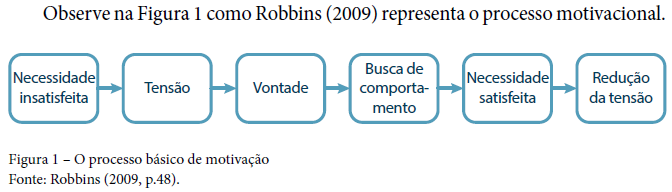 Observe na Figura 1 como Robbins (2009) representa o processo motivacional.
Necessidade
insatisfeita
Tensão
Vontade
Busca de
comporta-
mento
Necessidade
satisfeita
Redução
da tensão
Figura 1 – O processo básico de motivação
Fonte: Robbins (2009, p.48).